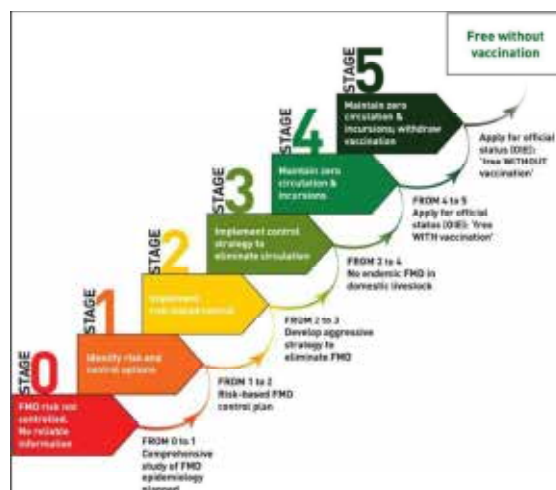 Free without
vaccination
STAGE
5
Maintain zero
circulation &
incursions; withdraw
vaccination
Apply for official
status (OIE):
'free WITHOUT
vaccination'
STAGE
4
Maintain zero
circulation &
incursions
FROM 4 to 5
Apply for official
status (OIE): 'free
WITH vaccination'
STAGE
3
Implement control
strategy to
eliminate circulation
FROM 3 to 4
No endemic FMD in
domestic livestock
STAGE
2
Implement
risk-based control
FROM 2 to 3
Develop aggressive
strategy to
eliminate FMD
STAGE
1
Identify risk and
control options
FROM 1 to 2
Risk-based FMD
control plan
STAGE
0
FMD risk not
controlled.
No reliable
information
FROM 0 to 1
Comprehensive
study of FMD
epidemiology
planned